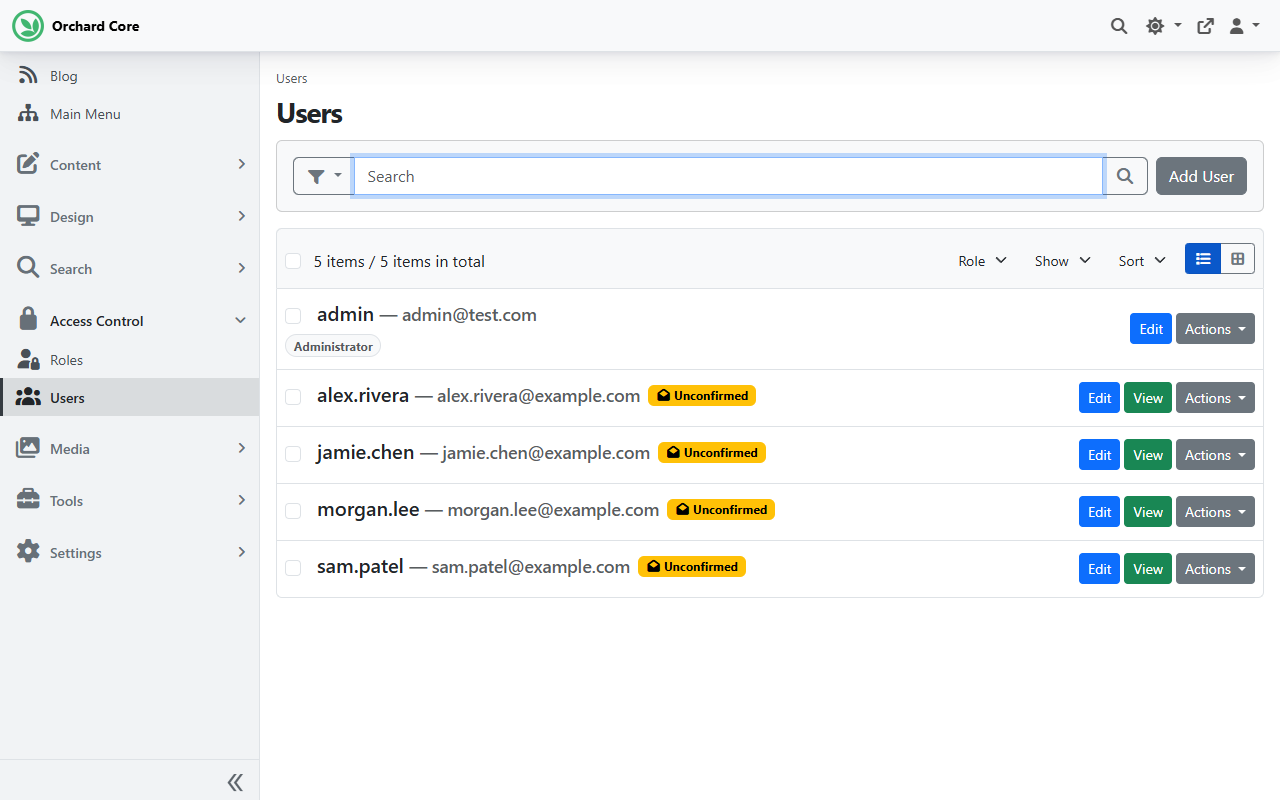 Orchard Core
Blog
Main Menu
Content
Design
Search
Access Control
Roles
Users
Media
Tools
Settings
Users
Users
Search
Add User
5 items / 5 items in total
Role
Show
Sort
admin — admin@test.com
Administrator
Edit
Actions
alex.rivera — alex.rivera@example.com Unconfirmed
Edit
View
Actions
jamie.chen — jamie.chen@example.com Unconfirmed
Edit
View
Actions
morgan.lee — morgan.lee@example.com Unconfirmed
Edit
View
Actions
sam.patel — sam.patel@example.com Unconfirmed
Edit
View
Actions